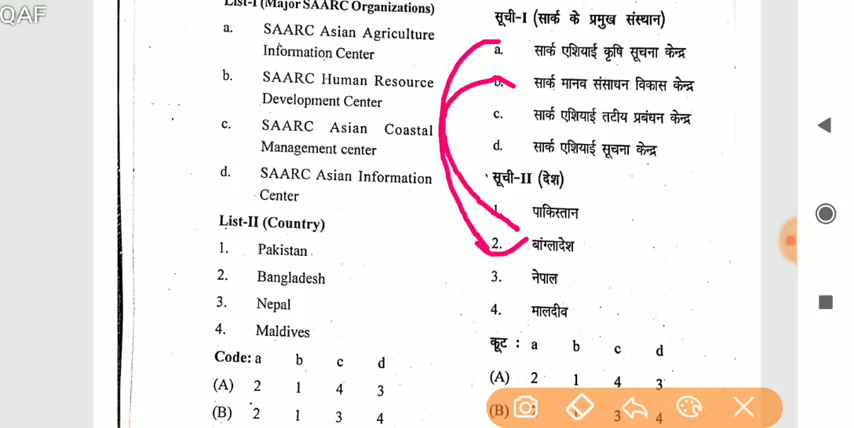 QAF
List-I (Major SAARC Organizations)
a. SAARC Asian Agriculture
Information Center
b. SAARC Human Resource
Development Center
c. SAARC Asian Coastal
Management center
d. SAARC Asian Information
Center
List-II (Country)
1. Pakistan
2. Bangladesh
3. Nepal
4. Maldives
Code: a b c d
(A) 2 1 4 3
(B) 2 1 3 4
सूची-I (सार्क के प्रमुख संस्थान)
a. सार्क एशियाई कृषि सूचना केन्द्र
b. सार्क मानव संसाधन विकास केन्द्र
c. सार्क एशियाई तटीय प्रबंधन केन्द्र
d. सार्क एशियाई सूचना केन्द्र
सूची-II (देश)
1. पाकिस्तान
2. बांग्लादेश
3. नेपाल
4. मालदीव
कूट : a b c d
(A) 2 1 4 3
(B) 3 4